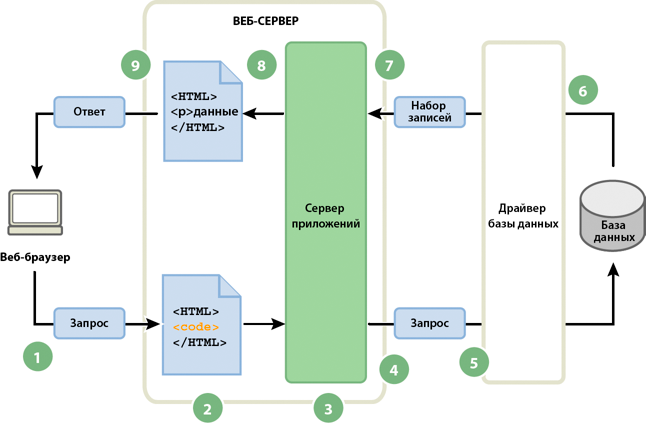 ВЕБ-СЕРВЕР
9
8
7
6
<HTML>
<p>данные
</HTML>
Ответ
Набор
записей
Сервер
приложений
Драйвер
базы данных
База
данных
Веб-браузер
<HTML>
<code>
</HTML>
Запрос
Запрос
1
2
3
4
5